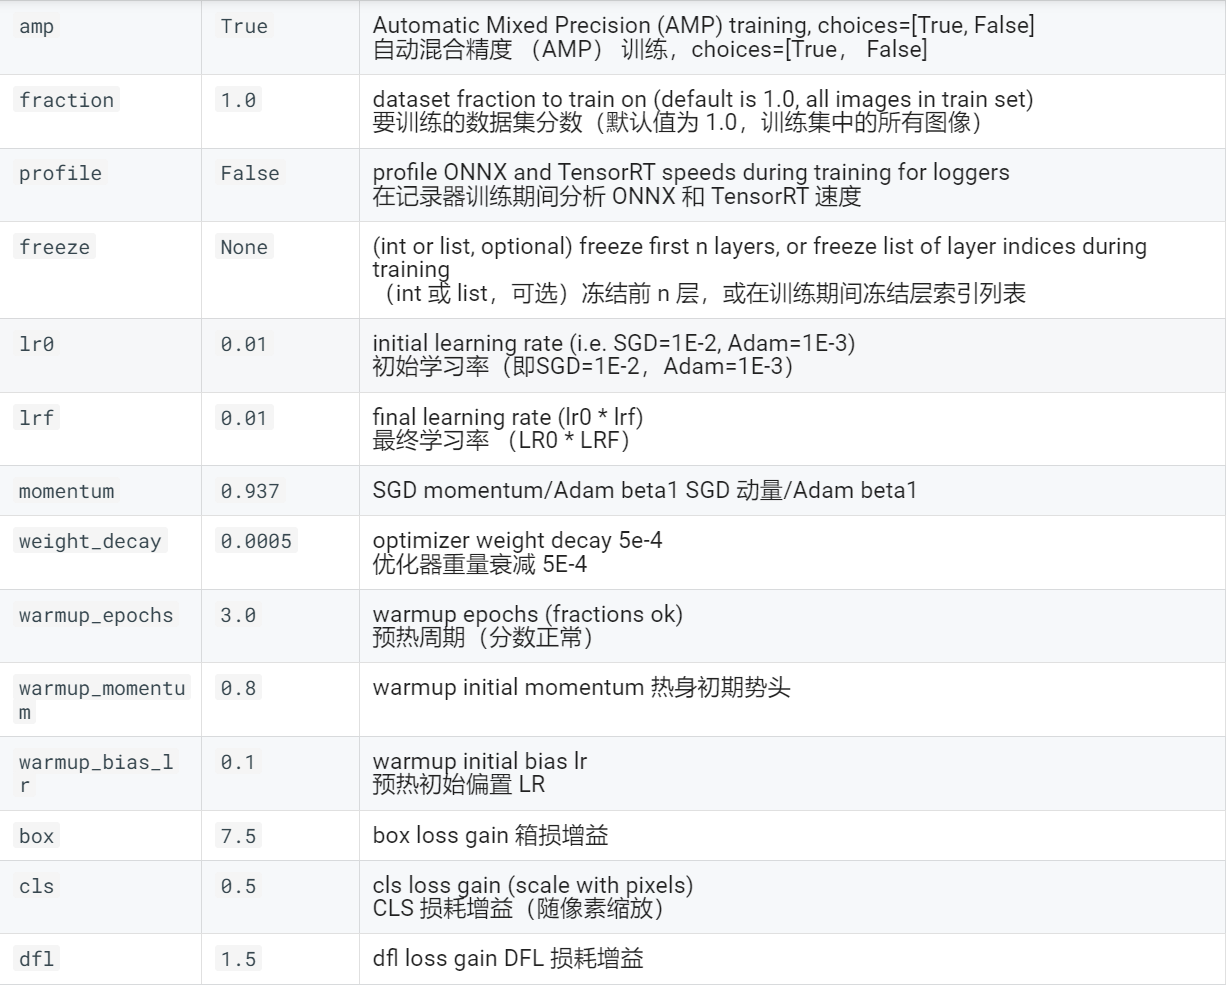 amp True Automatic Mixed Precision (AMP) training, choices=[True, False]
自动混合精度 （AMP） 训练，choices=[True， False]
fraction 1.0 dataset fraction to train on (default is 1.0, all images in train set)
要训练的数据集分数（默认值为 1.0，训练集中的所有图像）
profile False profile ONNX and TensorRT speeds during training for loggers
在记录器训练期间分析 ONNX 和 TensorRT 速度
freeze None (int or list, optional) freeze first n layers, or freeze list of layer indices during
training
（int 或 list，可选）冻结前 n 层，或在训练期间冻结层索引列表
lr0 0.01 initial learning rate (i.e. SGD=1E-2, Adam=1E-3)
初始学习率（即SGD=1E-2，Adam=1E-3）
lrf 0.01 final learning rate (lr0 * lrf)
最终学习率 （LR0 * LRF）
momentum 0.937 SGD momentum/Adam beta1 SGD 动量/Adam beta1
weight_decay 0.0005 optimizer weight decay 5e-4
优化器重量衰减 5E-4
warmup_epochs 3.0 warmup epochs (fractions ok)
预热周期（分数正常）
warmup_momentu 0.8 warmup initial momentum 热身初期势头
m
warmup_bias_l 0.1 warmup initial bias lr
r 预热初始偏置 LR
box 7.5 box loss gain 箱损增益
cls 0.5 cls loss gain (scale with pixels)
CLS 损耗增益（随像素缩放）
dfl 1.5 dfl loss gain DFL 损耗增益